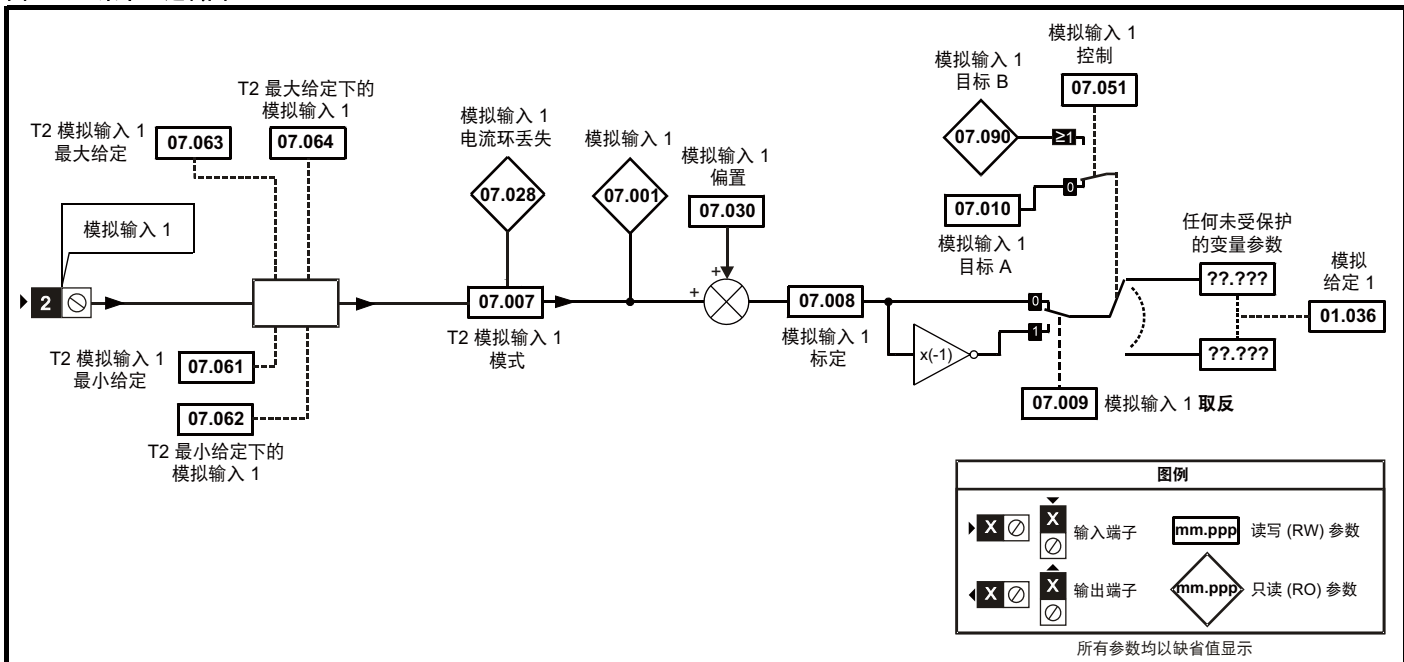 T2 模拟输入 1
最大给定
07.063
T2 最大给定下的
模拟输入 1
07.064
模拟输入 1
2
T2 模拟输入 1
最小给定
07.061
07.062
T2 最小给定下的
模拟输入 1
模拟输入 1
电流环丢失
07.028
07.007
T2 模拟输入 1
模式
模拟输入 1
07.001
模拟输入 1
偏置
07.030
+
+
07.008
模拟输入 1
标定
x(-1)
模拟输入 1
目标 B
07.090
≥1
模拟输入 1
控制
07.051
0
07.010
模拟输入 1
目标 A
0
1
07.009
模拟输入 1 取反
任何未受保护
的变量参数
??.???
??.???
模拟
给定 1
01.036
图例
X
X
输入端子
mm.ppp
读写 (RW) 参数
X
X
输出端子
mm.ppp
只读 (RO) 参数
所有参数均以缺省值显示